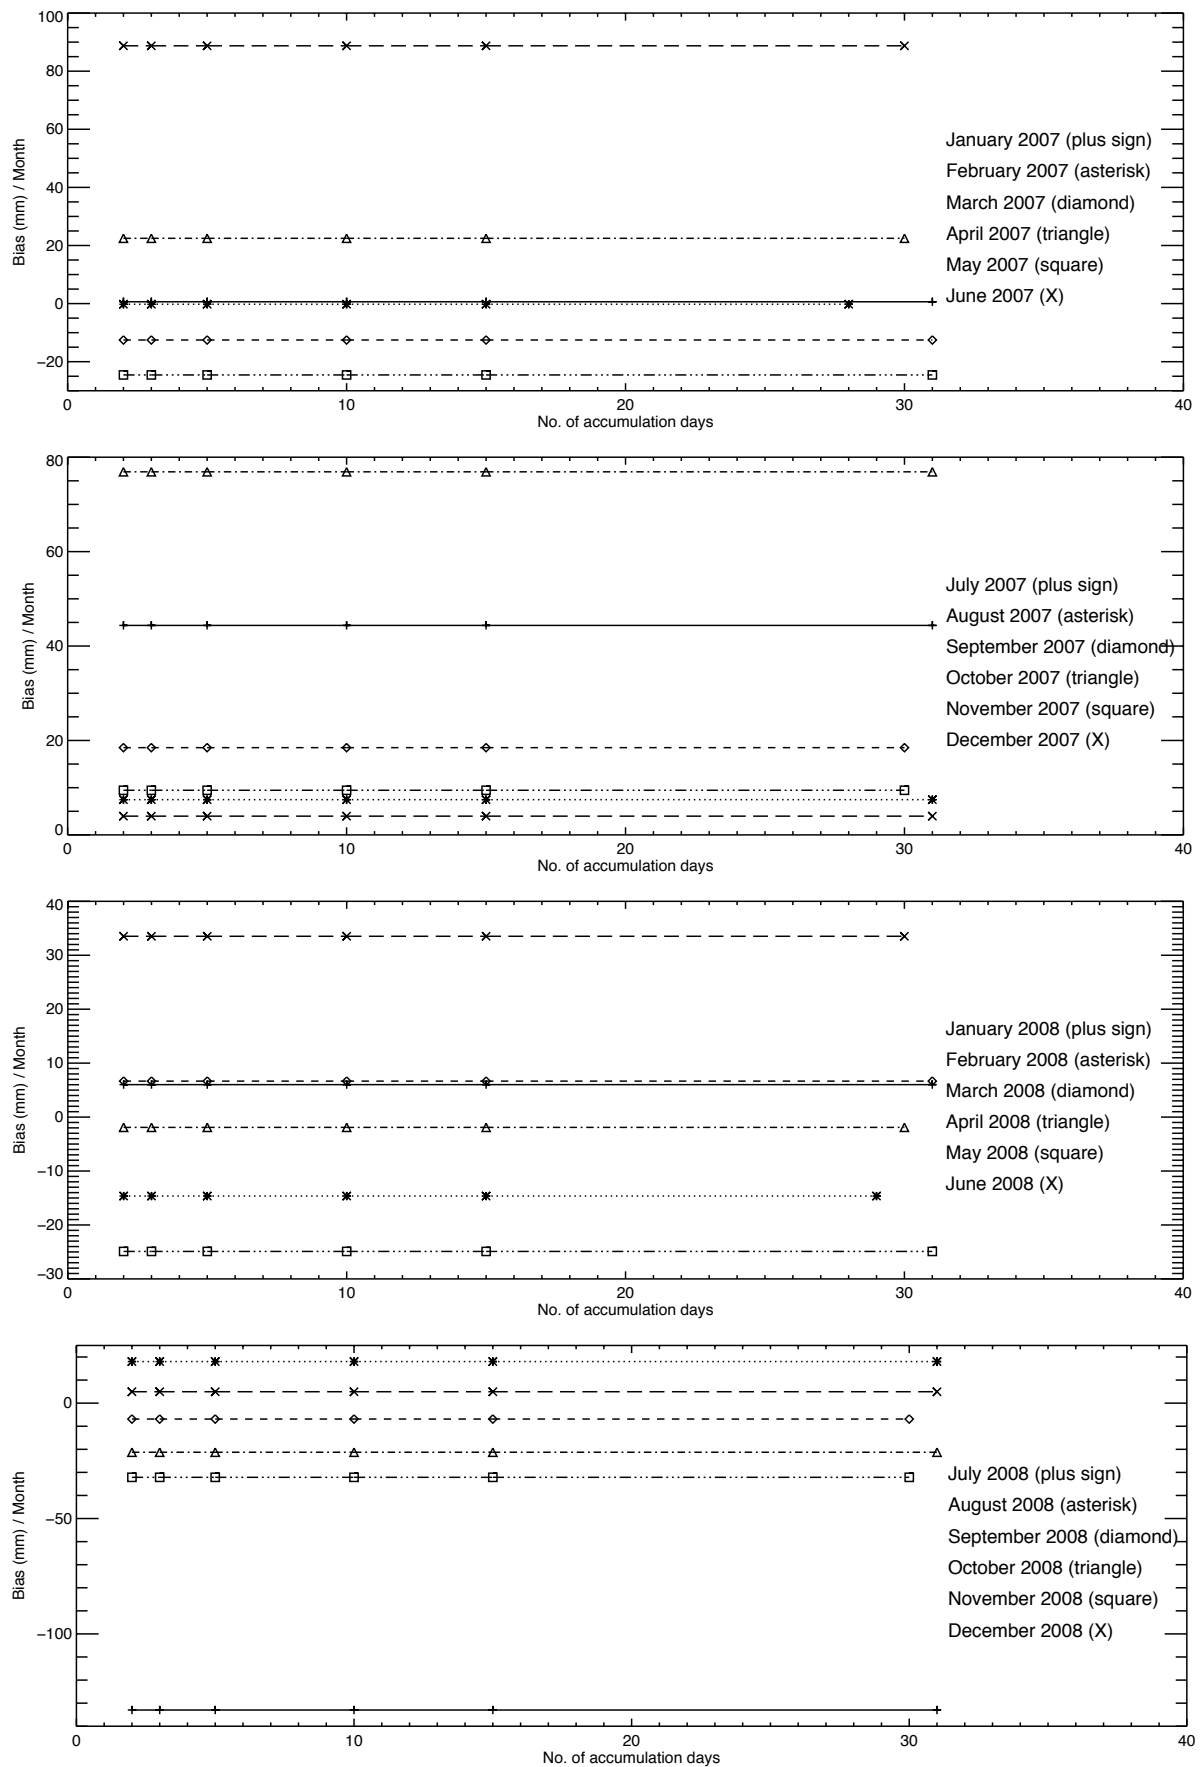 100
80
60
40
20
0
−20
Bias (mm) / Month
January 2007 (plus sign)
February 2007 (asterisk)
March 2007 (diamond)
April 2007 (triangle)
May 2007 (square)
June 2007 (X)
0 10 20 30 40
No. of accumulation days
80
60
40
20
0
Bias (mm) / Month
July 2007 (plus sign)
August 2007 (asterisk)
September 2007 (diamond)
October 2007 (triangle)
November 2007 (square)
December 2007 (X)
0 10 20 30 40
No. of accumulation days
40
30
20
10
0
−10
−20
−30
Bias (mm) / Month
January 2008 (plus sign)
February 2008 (asterisk)
March 2008 (diamond)
April 2008 (triangle)
May 2008 (square)
June 2008 (X)
0 10 20 30 40
No. of accumulation days
0
−50
−100
Bias (mm) / Month
July 2008 (plus sign)
August 2008 (asterisk)
September 2008 (diamond)
October 2008 (triangle)
November 2008 (square)
December 2008 (X)
0 10 20 30 40
No. of accumulation days